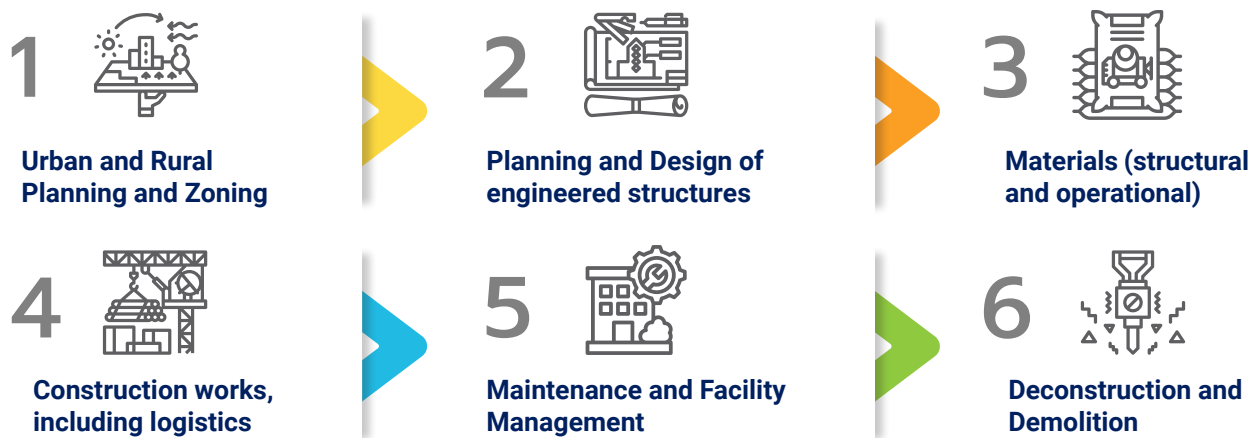 1
Urban and Rural
Planning and Zoning
2
Planning and Design of
engineered structures
3
Materials (structural
and operational)
4
Construction works,
including logistics
5
Maintenance and Facility
Management
6
Deconstruction and
Demolition